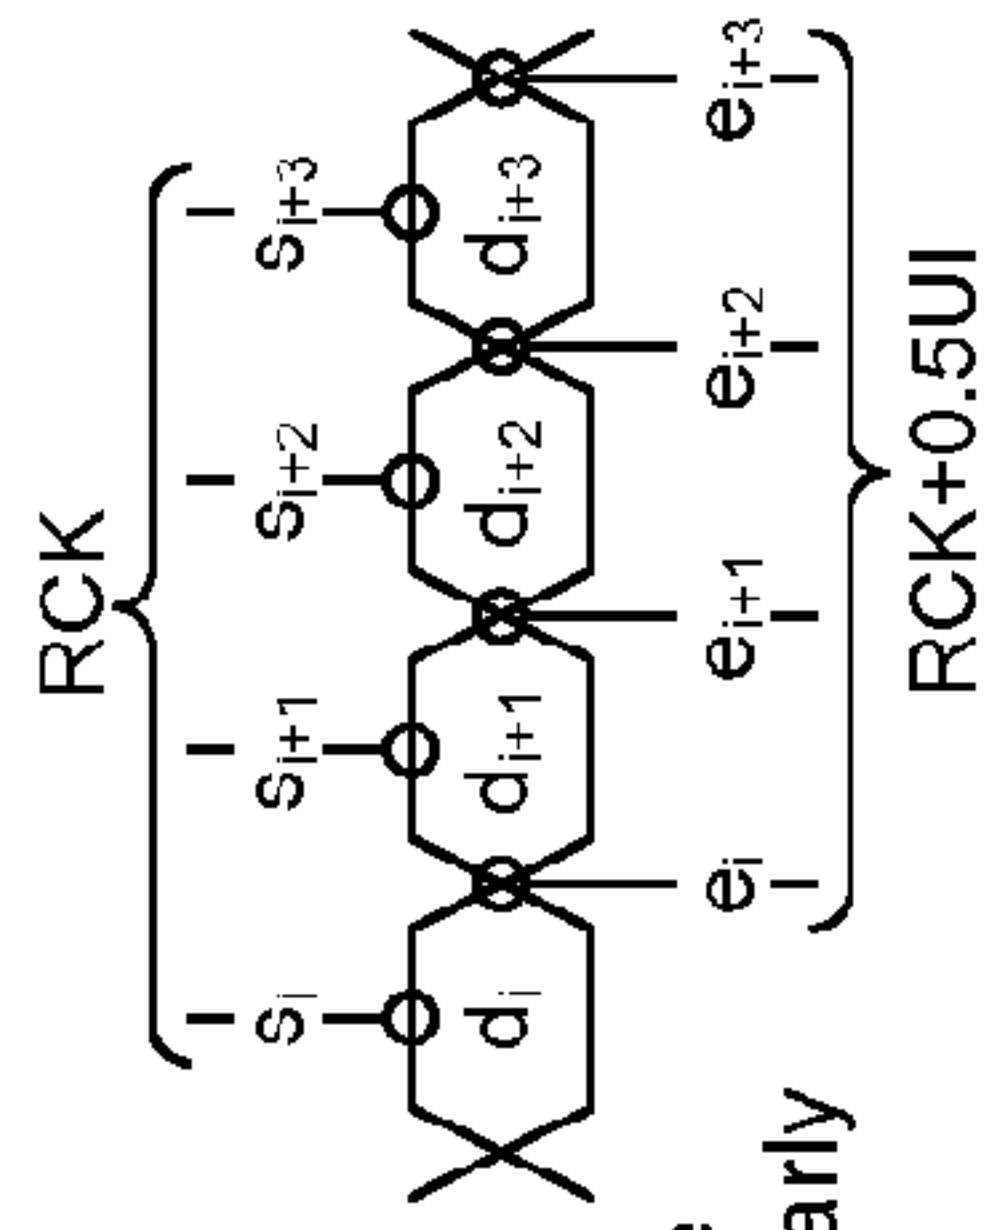 RCK
sᵢ sᵢ₊₁ sᵢ₊₂ sᵢ₊₃
dᵢ dᵢ₊₁ dᵢ₊₂ dᵢ₊₃
eᵢ eᵢ₊₁ eᵢ₊₂ eᵢ₊₃
RCK+0.5UI
arly